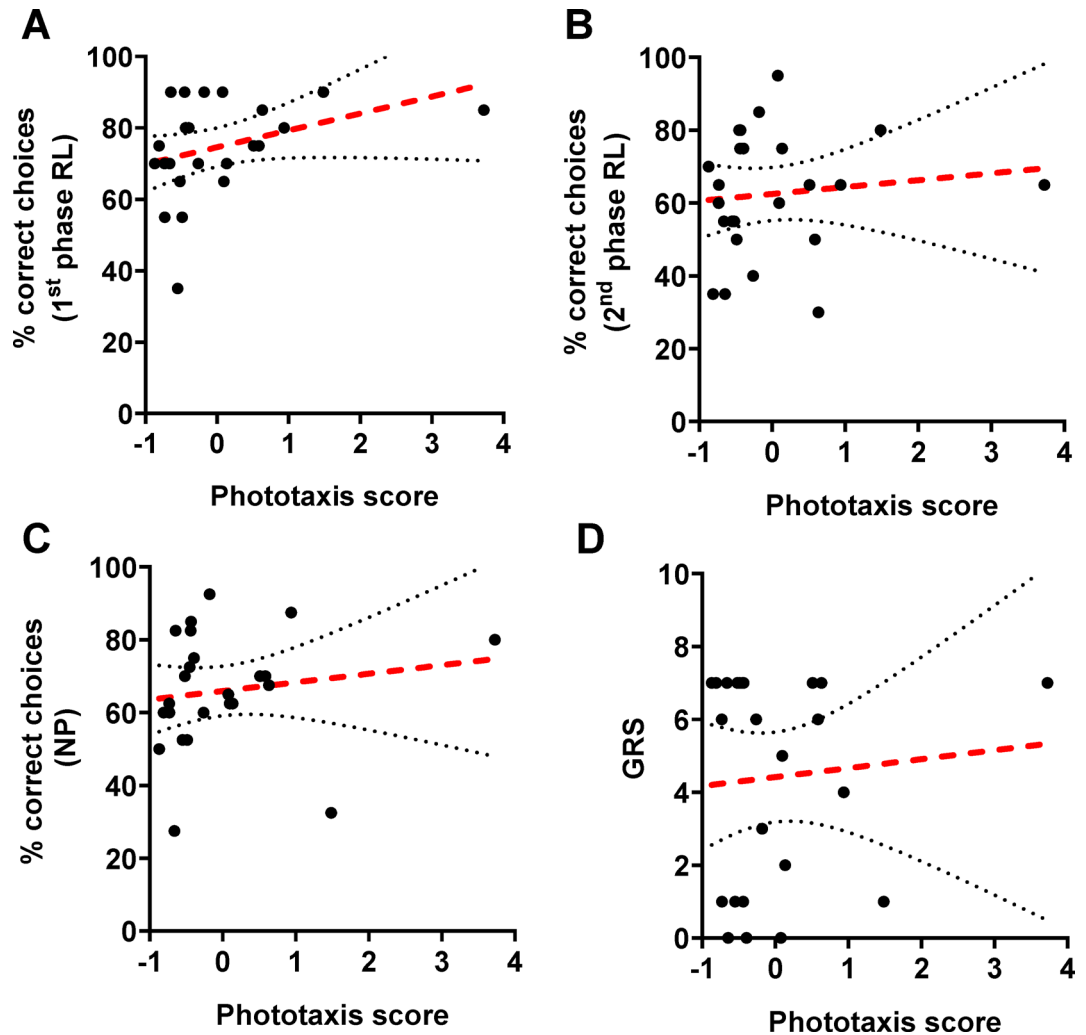 A
% correct choices
(1st phase RL)
100
80
60
40
20
0
-1 0 1 2 3 4
Phototaxis score
B
% correct choices
(2nd phase RL)
100
80
60
40
20
0
-1 0 1 2 3 4
Phototaxis score
C
% correct choices
(NP)
100
80
60
40
20
0
-1 0 1 2 3 4
Phototaxis score
D
GRS
10
8
6
4
2
0
-1 0 1 2 3 4
Phototaxis score